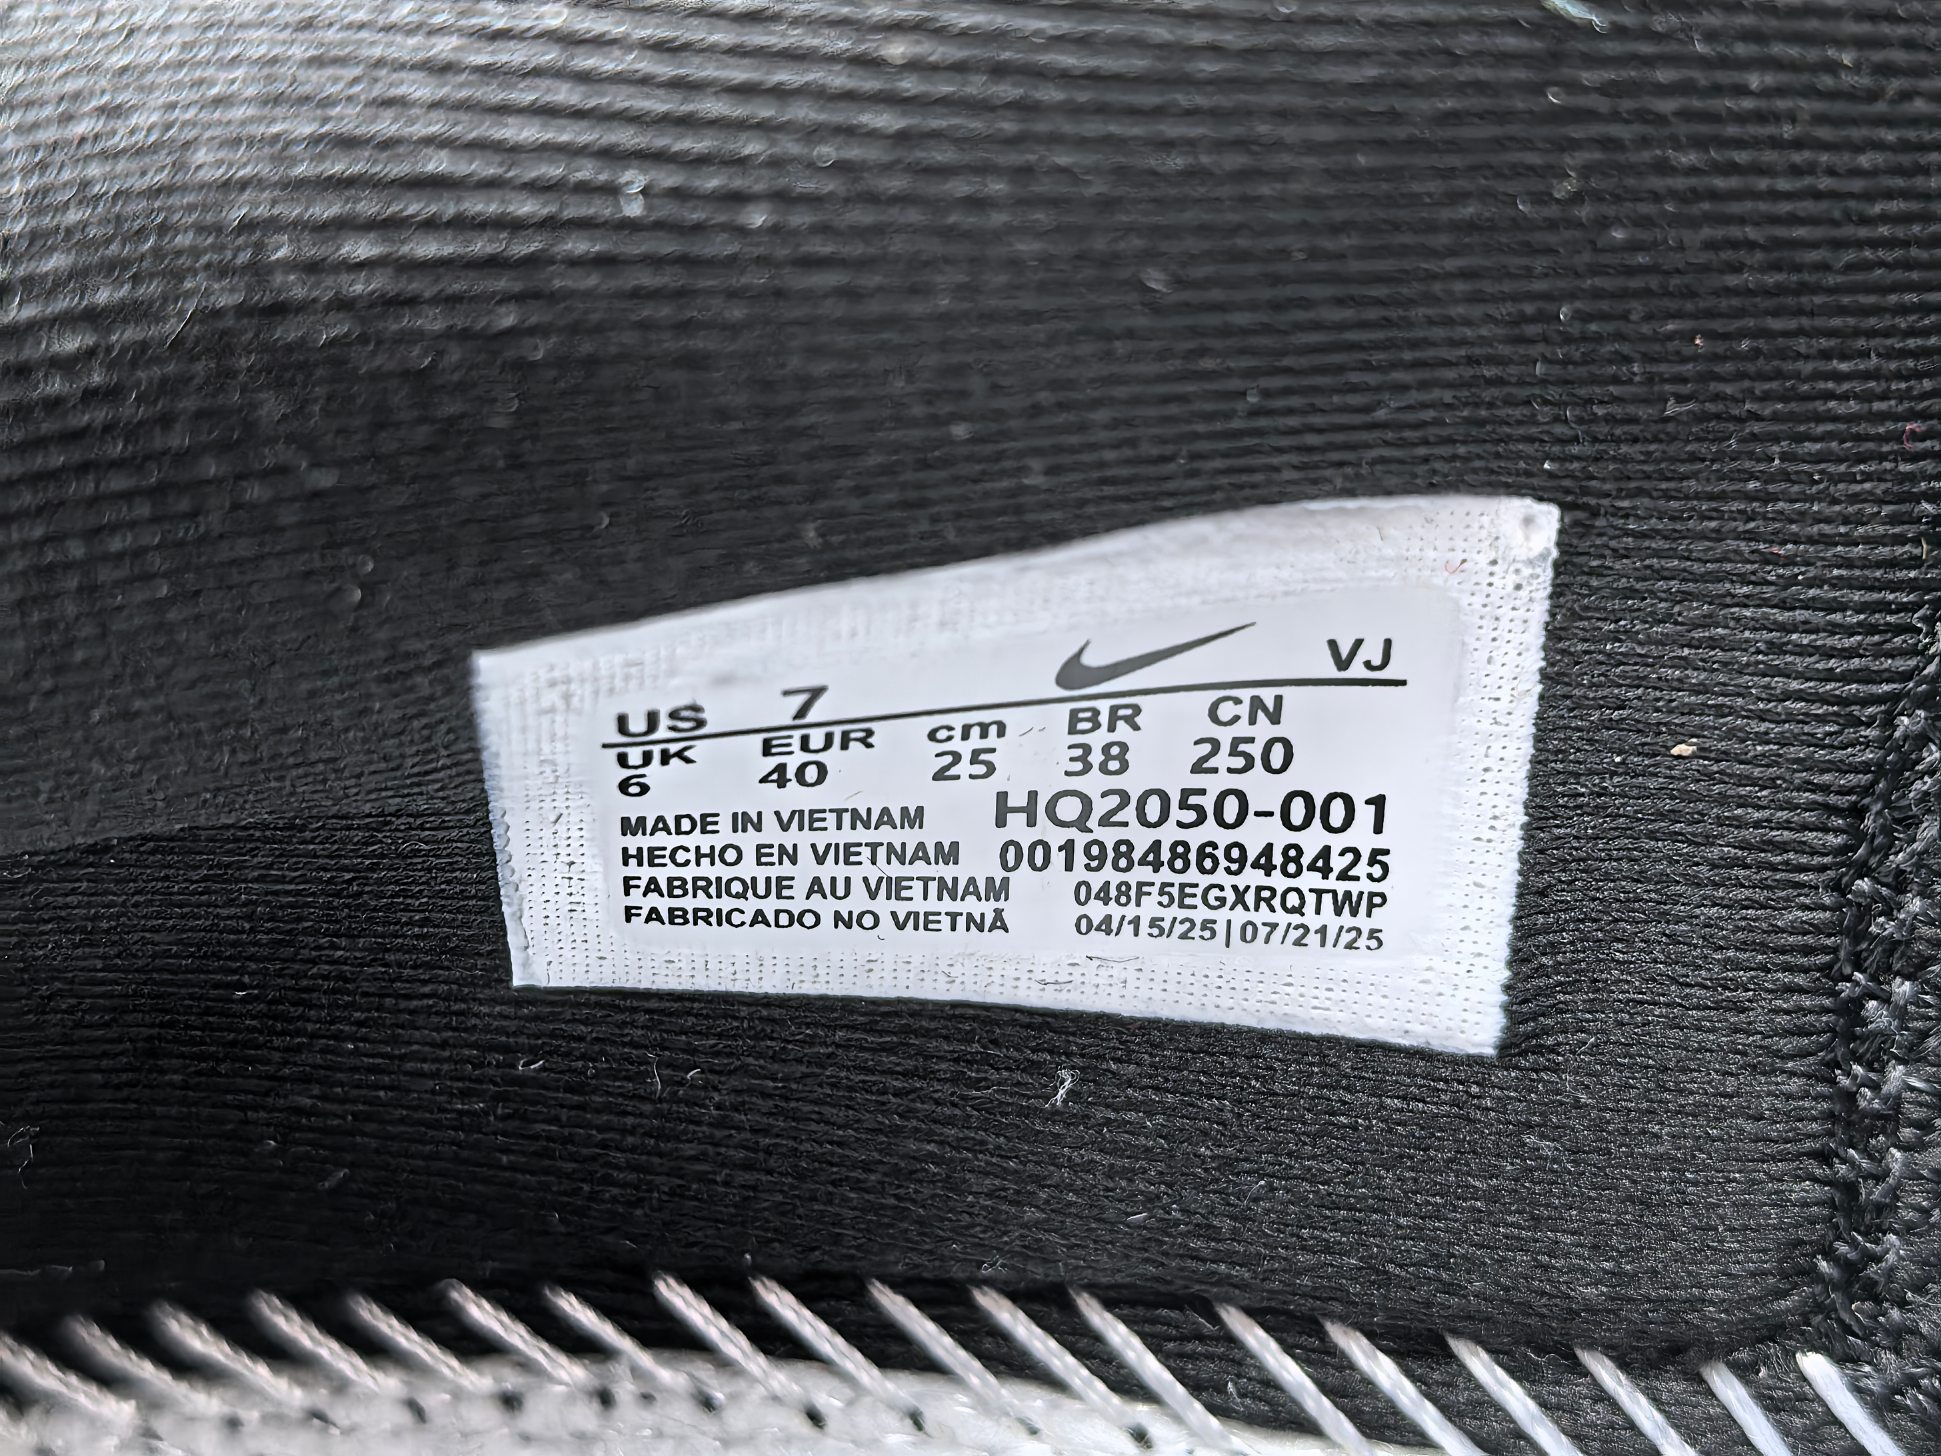 US 7 VJ
UK EUR cm BR CN
6 40 25 38 250
MADE IN VIETNAM HQ2050-001
HECHO EN VIETNAM 00198486948425
FABRIQUE AU VIETNAM 048F5EGXRQTWP
FABRICADO NO VIETNÃ 04/15/25|07/21/25